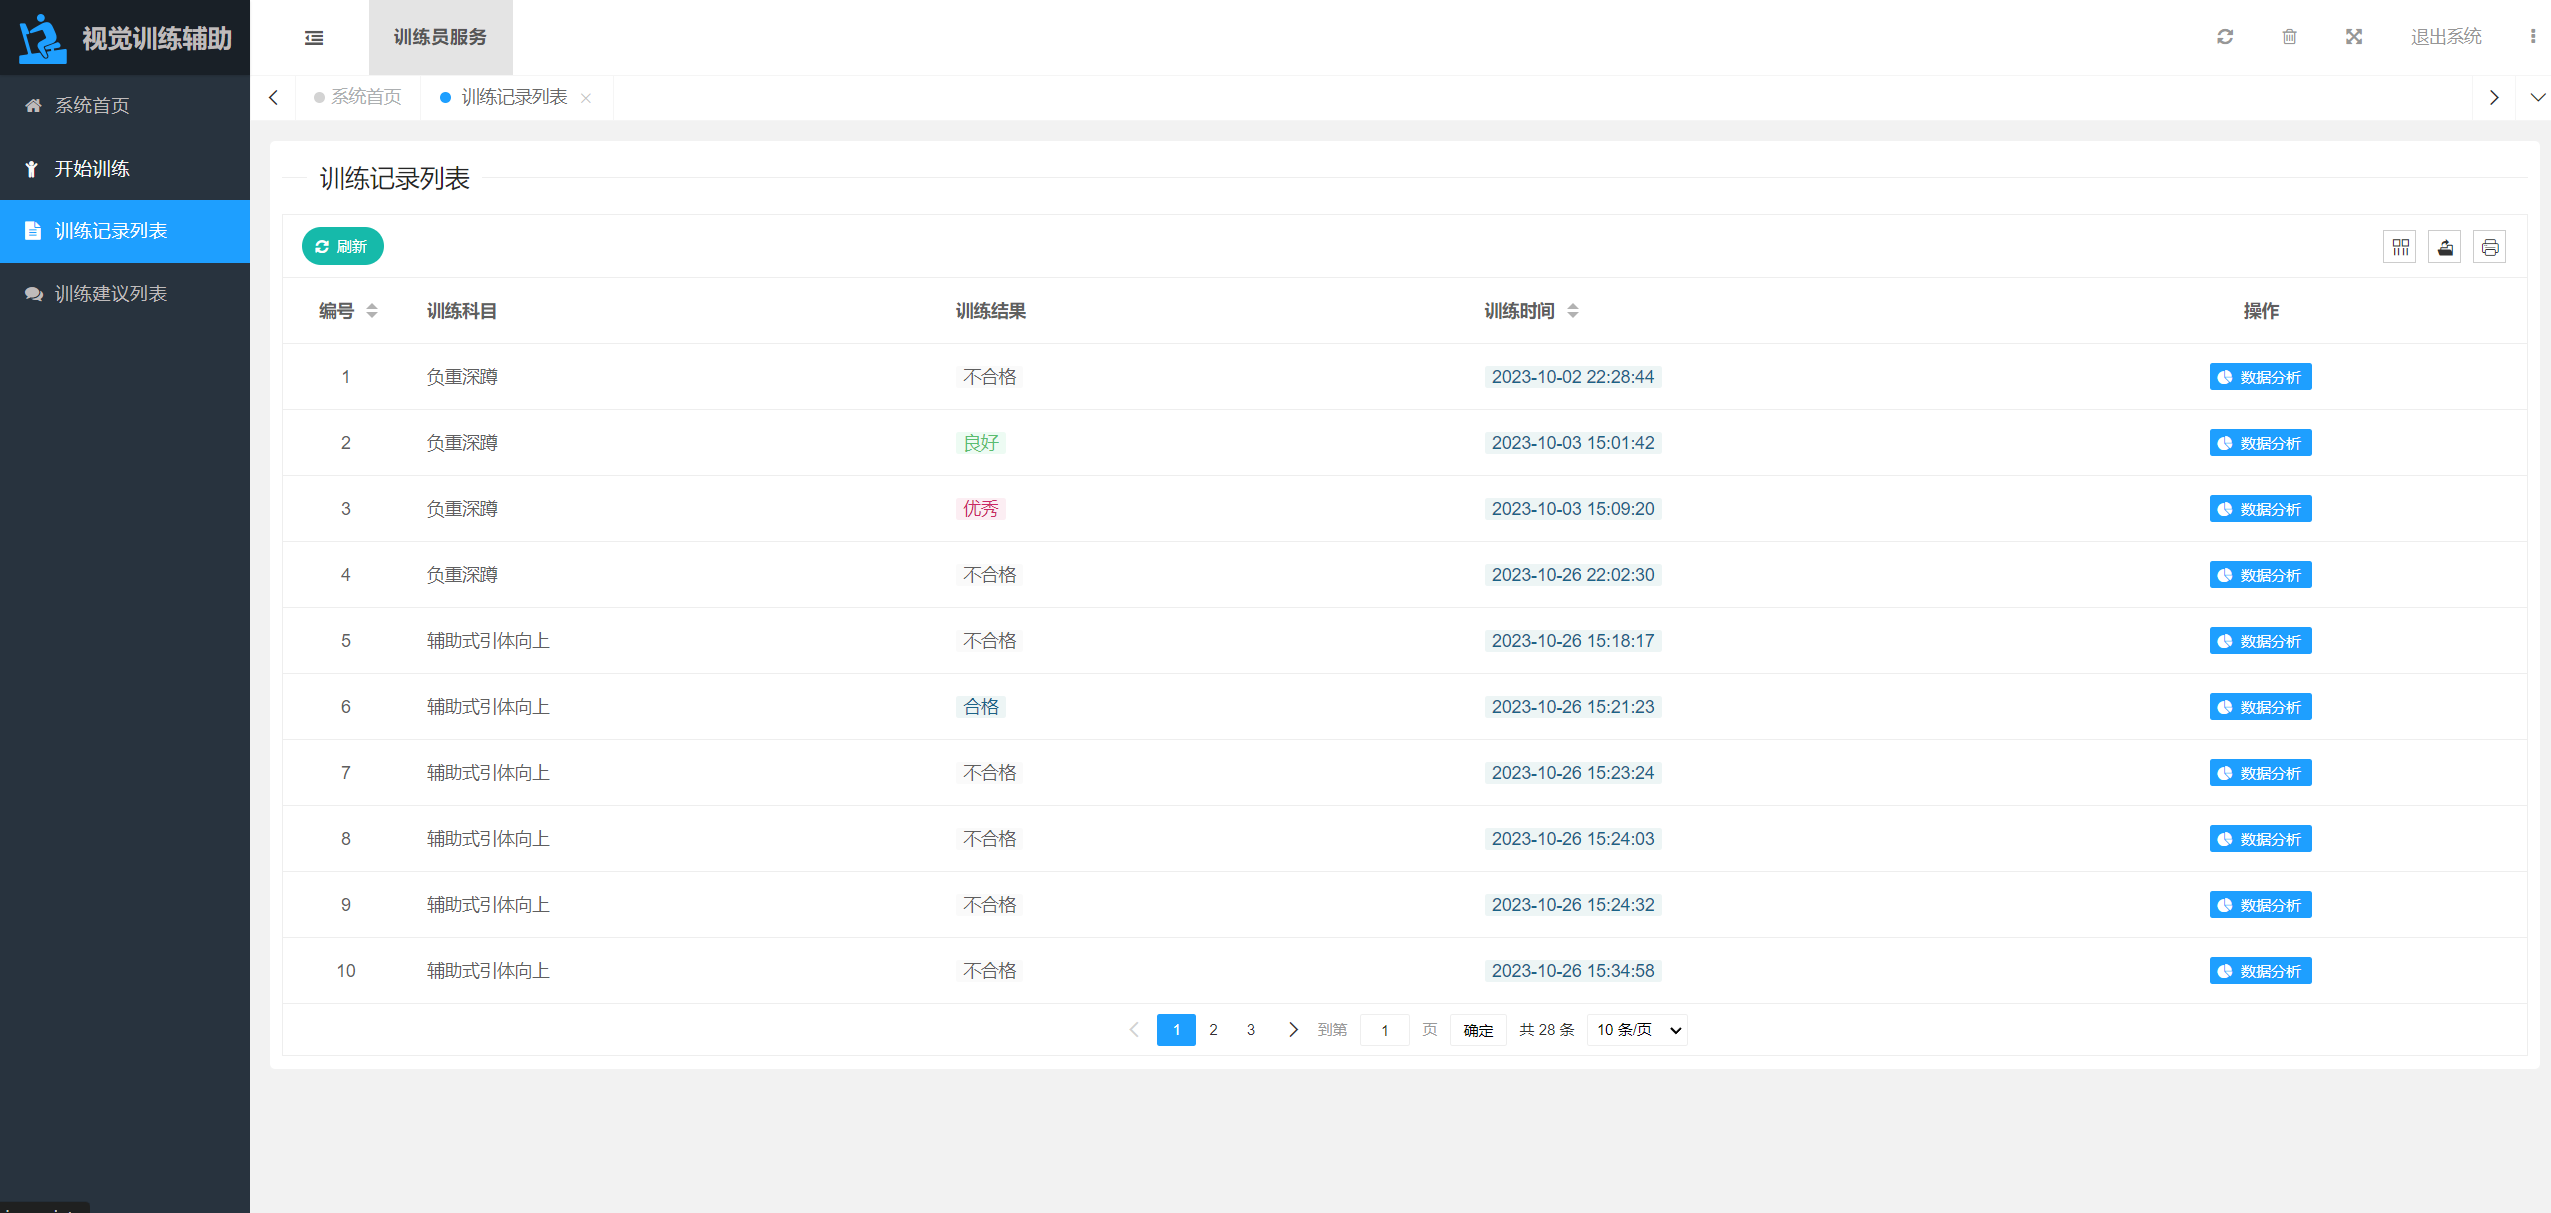 视觉训练辅助
训练员服务
退出系统
系统首页
开始训练
训练记录列表
训练建议列表
系统首页
训练记录列表
训练记录列表
刷新
编号 训练科目 训练结果 训练时间 操作
1 负重深蹲 不合格 2023-10-02 22:28:44 数据分析
2 负重深蹲 良好 2023-10-03 15:01:42 数据分析
3 负重深蹲 优秀 2023-10-03 15:09:20 数据分析
4 负重深蹲 不合格 2023-10-26 22:02:30 数据分析
5 辅助式引体向上 不合格 2023-10-26 15:18:17 数据分析
6 辅助式引体向上 合格 2023-10-26 15:21:23 数据分析
7 辅助式引体向上 不合格 2023-10-26 15:23:24 数据分析
8 辅助式引体向上 不合格 2023-10-26 15:24:03 数据分析
9 辅助式引体向上 不合格 2023-10-26 15:24:32 数据分析
10 辅助式引体向上 不合格 2023-10-26 15:34:58 数据分析
1 2 3 到第 1 页 确定 共 28 条 10 条/页